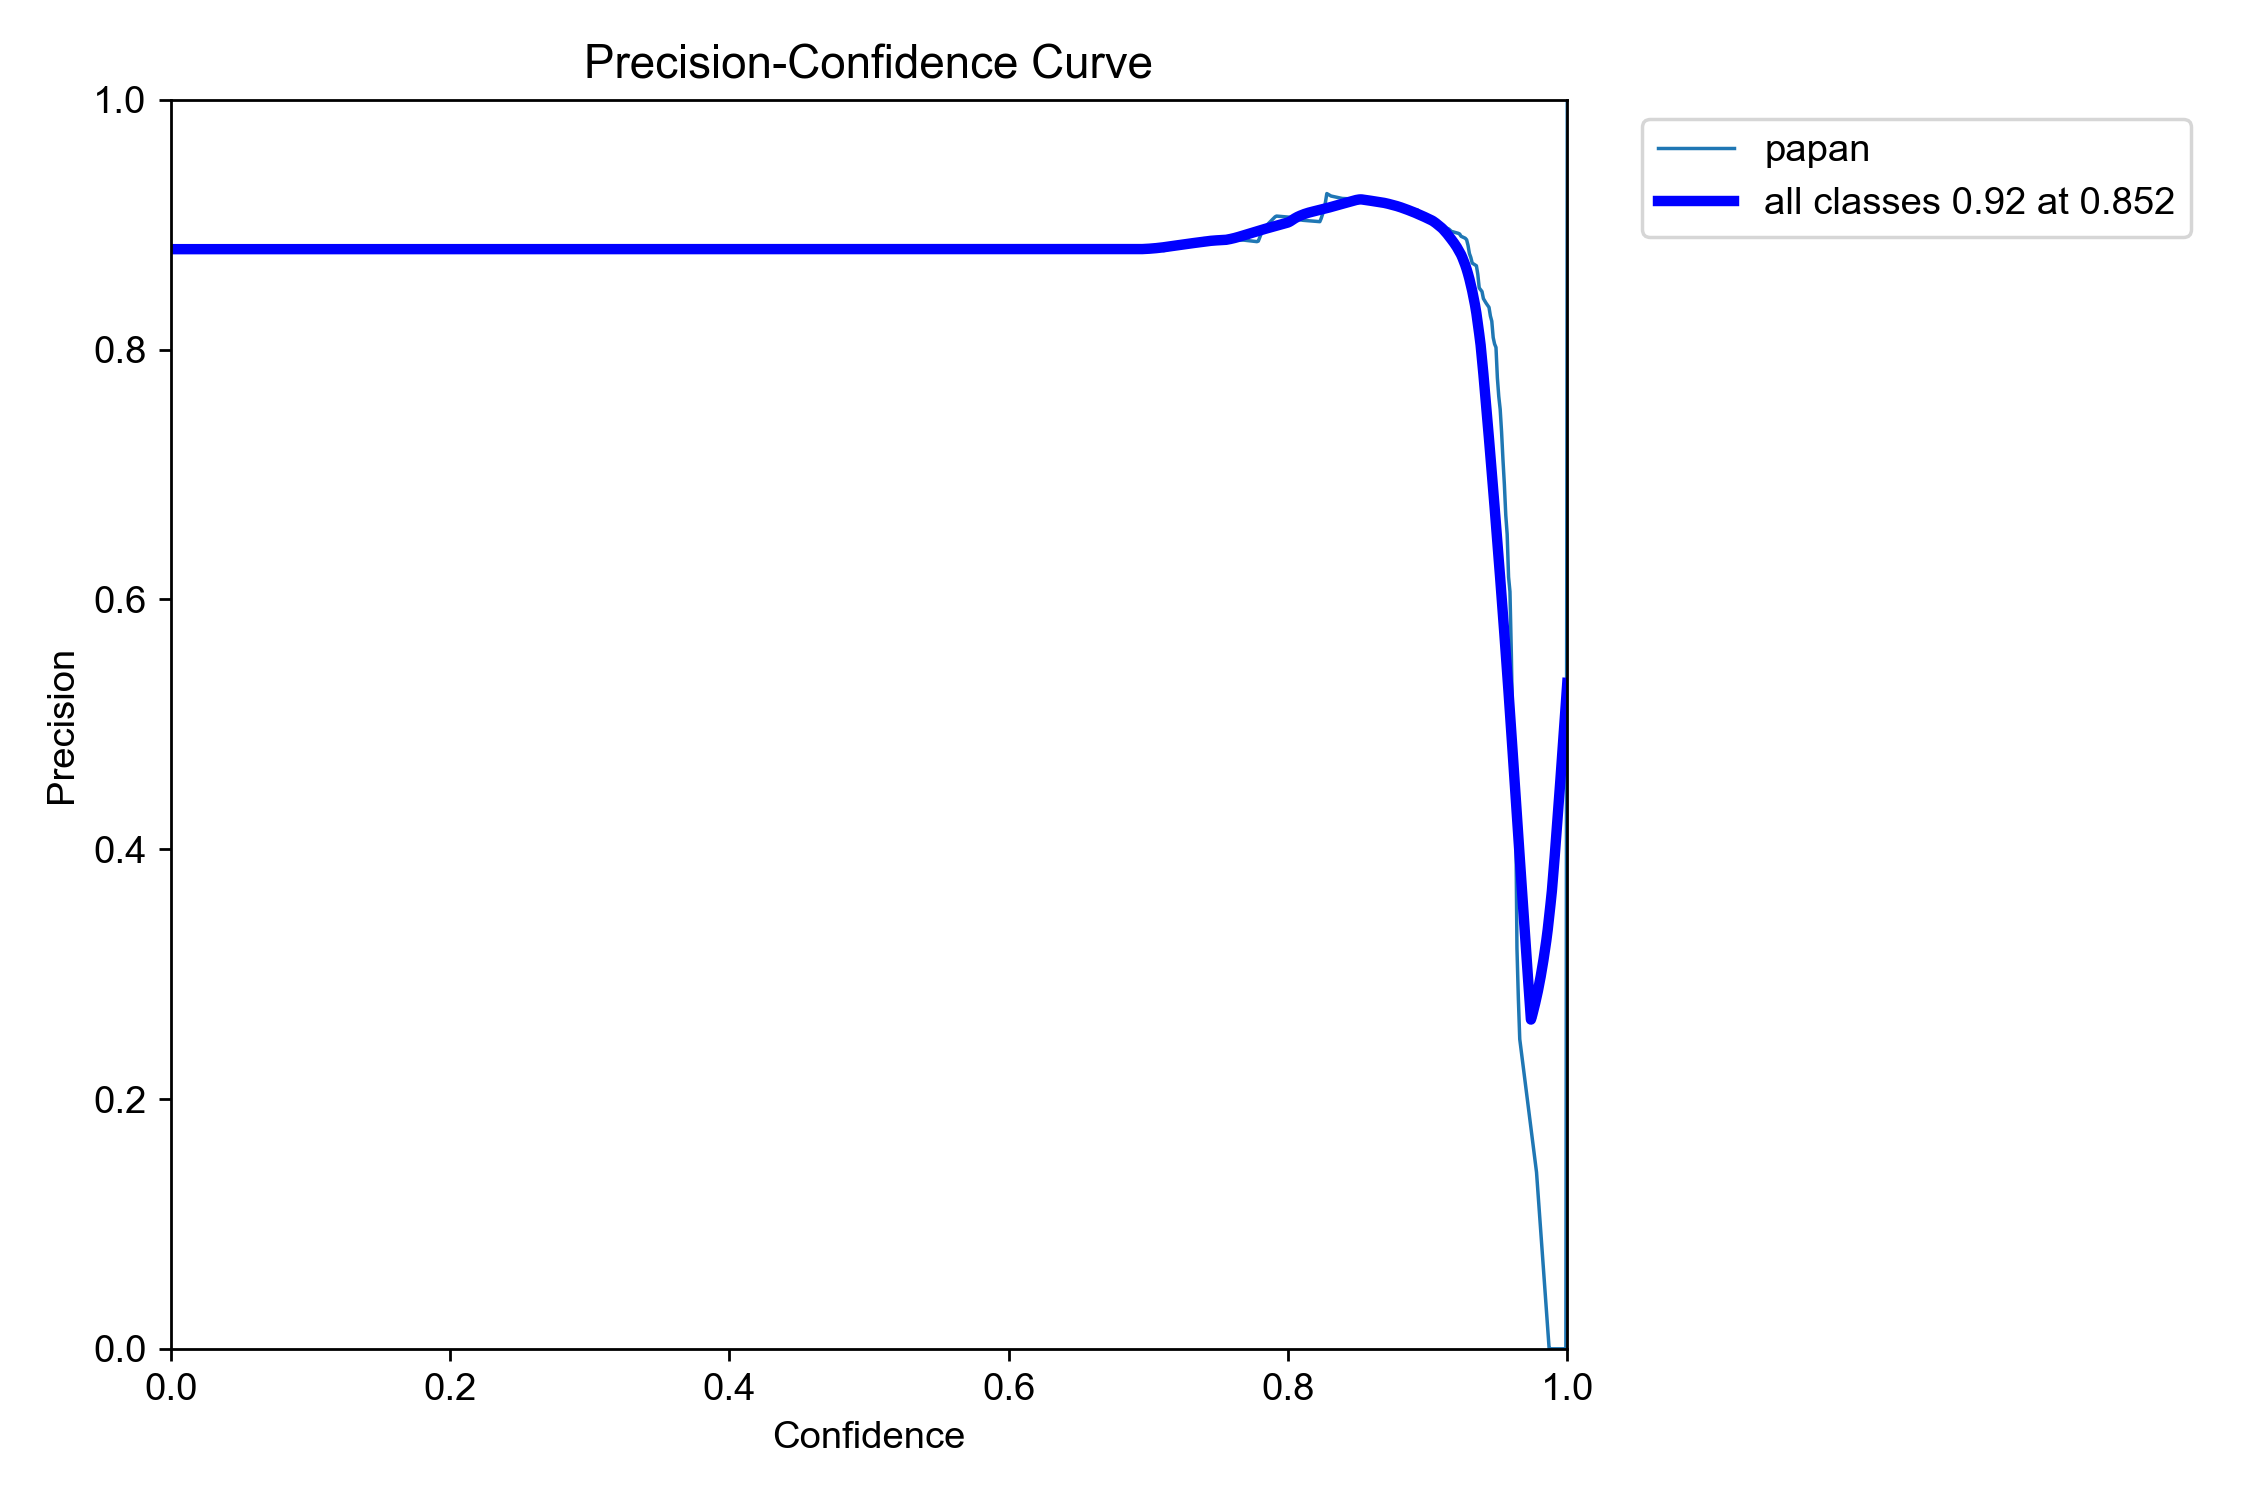 Precision-Confidence Curve
1.0
0.8
0.6
0.4
0.2
0.0
Precision
0.0 0.2 0.4 0.6 0.8 1.0
Confidence
papan
all classes 0.92 at 0.852